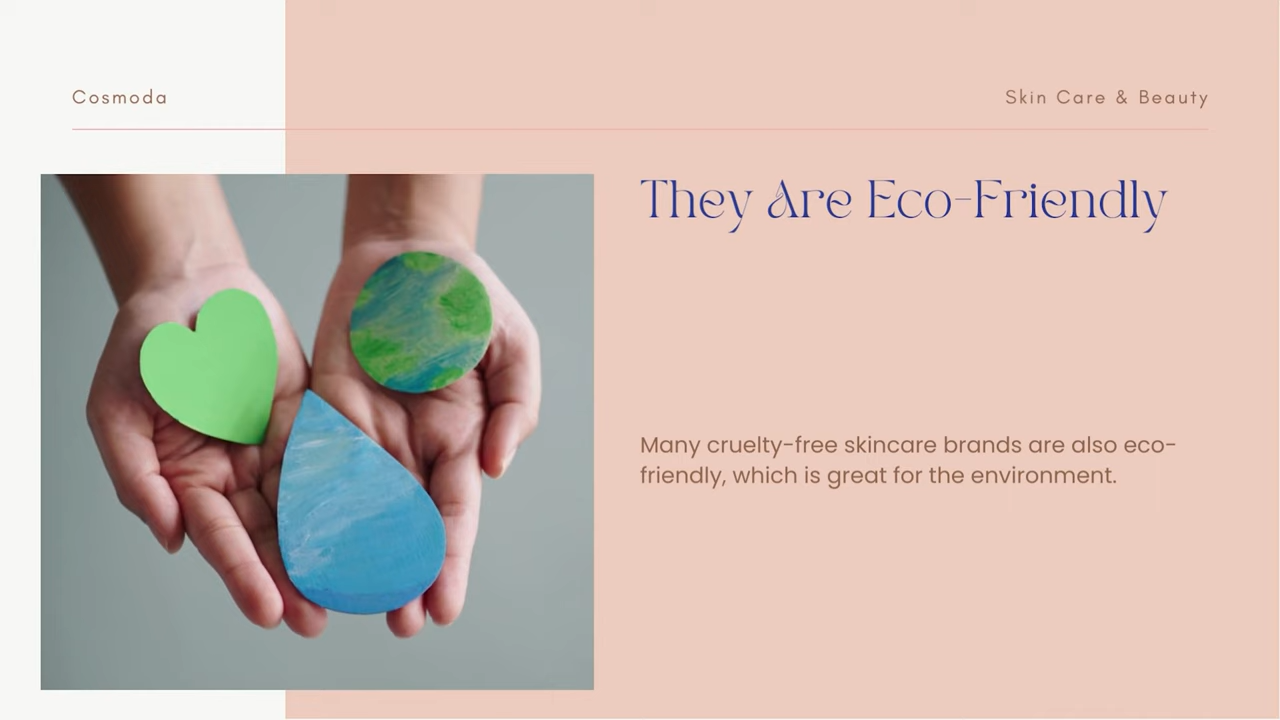 Cosmoda
Skin Care & Beauty
They Are Eco-Friendly
Many cruelty-free skincare brands are also eco-
friendly, which is great for the environment.